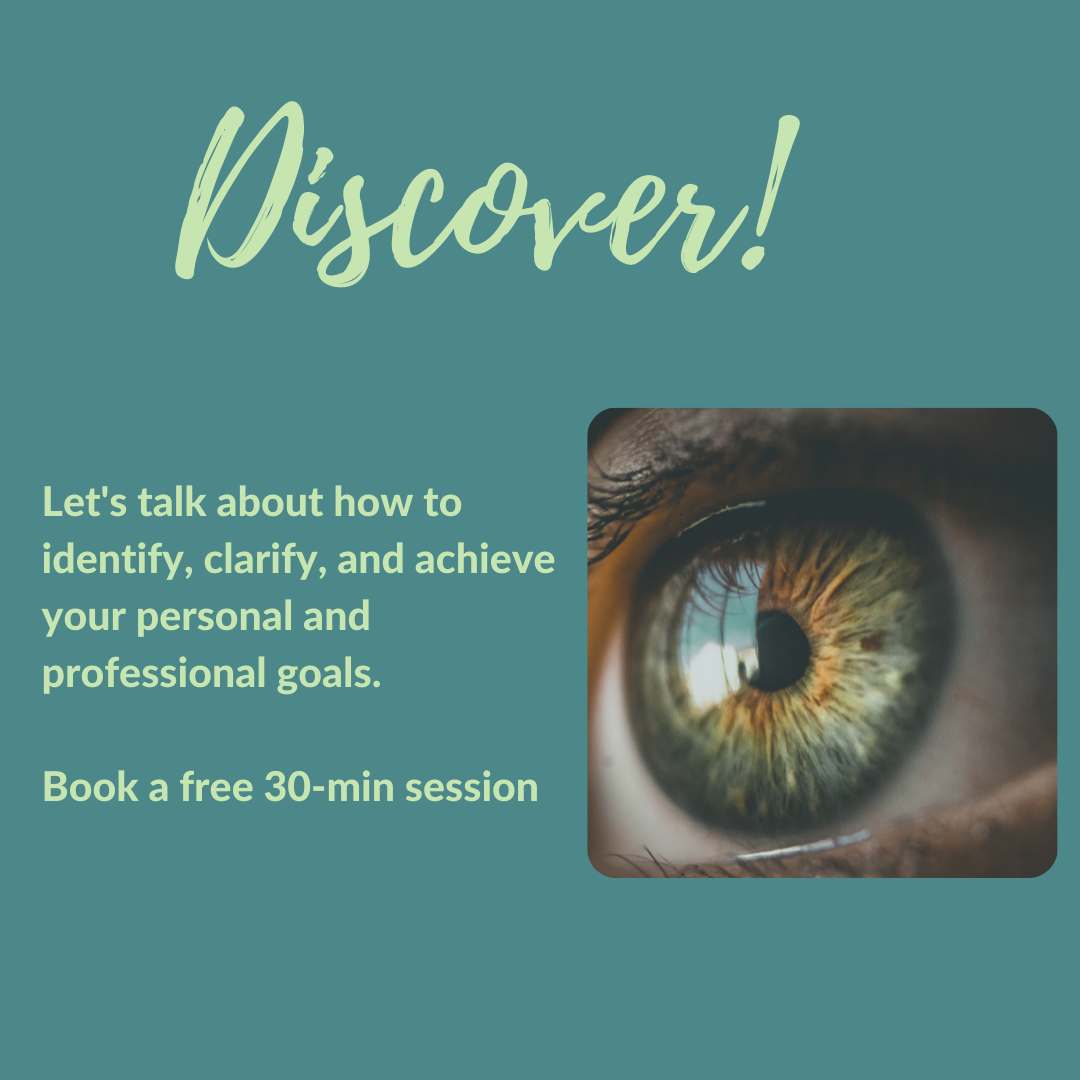 Discover!
Let's talk about how to
identify, clarify, and achieve
your personal and
professional goals.
Book a free 30-min session